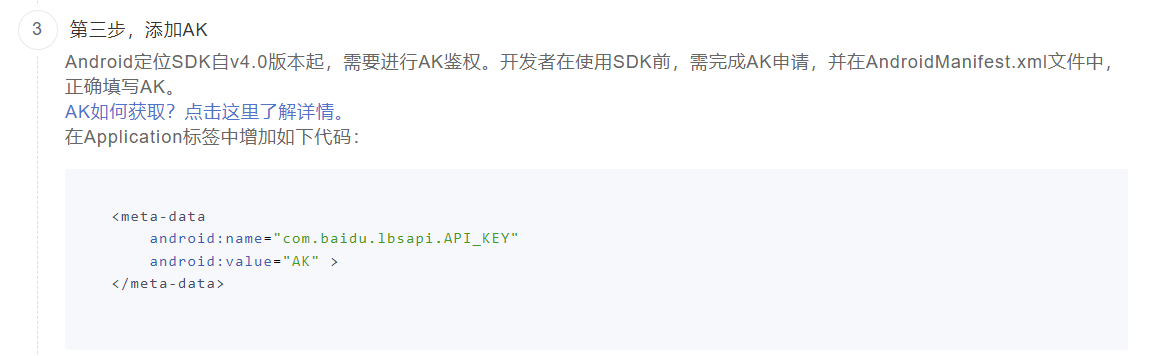 3 第三步，添加AK
Android定位SDK自v4.0版本起，需要进行AK鉴权。开发者在使用SDK前，需完成AK申请，并在AndroidManifest.xml文件中，
正确填写AK。
AK如何获取？点击这里了解详情。
在Application标签中增加如下代码：
<meta-data
    android:name="com.baidu.lbsapi.API_KEY"
    android:value="AK" >
</meta-data>